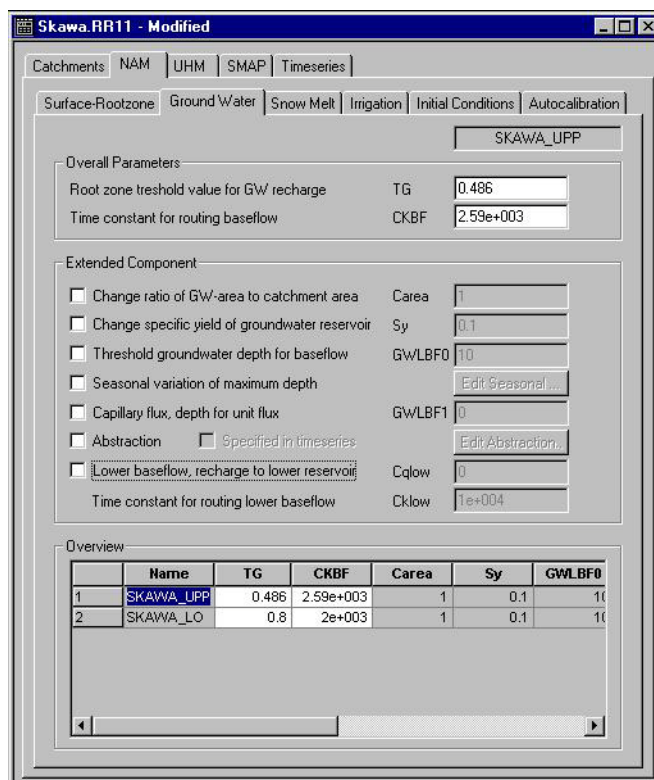 Skawa.RR11 - Modified
Catchments NAM UHM SMAP Timeseries
Surface-Rootzone Ground Water Snow Melt Irrigation Initial Conditions Autocalibration
SKAWA_UPP
Overall Parameters
Root zone treshold value for GW recharge TG 0.486
Time constant for routing baseflow CKBF 2.59e+003
Extended Component
Change ratio of GW-area to catchment area Carea 1
Change specific yield of groundwater reservoir Sy 0.1
Threshold groundwater depth for baseflow GWLBF0 10
Seasonal variation of maximum depth Edit Seasonal ...
Capillary flux, depth for unit flux GWLBF1 0
Abstraction Specified in timeseries Edit Abstraction..
Lower baseflow, recharge to lower reservoir Cqlow 0
Time constant for routing lower baseflow Cklow 1e+004
Overview
Name TG CKBF Carea Sy GWLBF0
1 SKAWA_UPP 0.486 2.59e+003 1 0.1 10
2 SKAWA_LO 0.8 2e+003 1 0.1 10